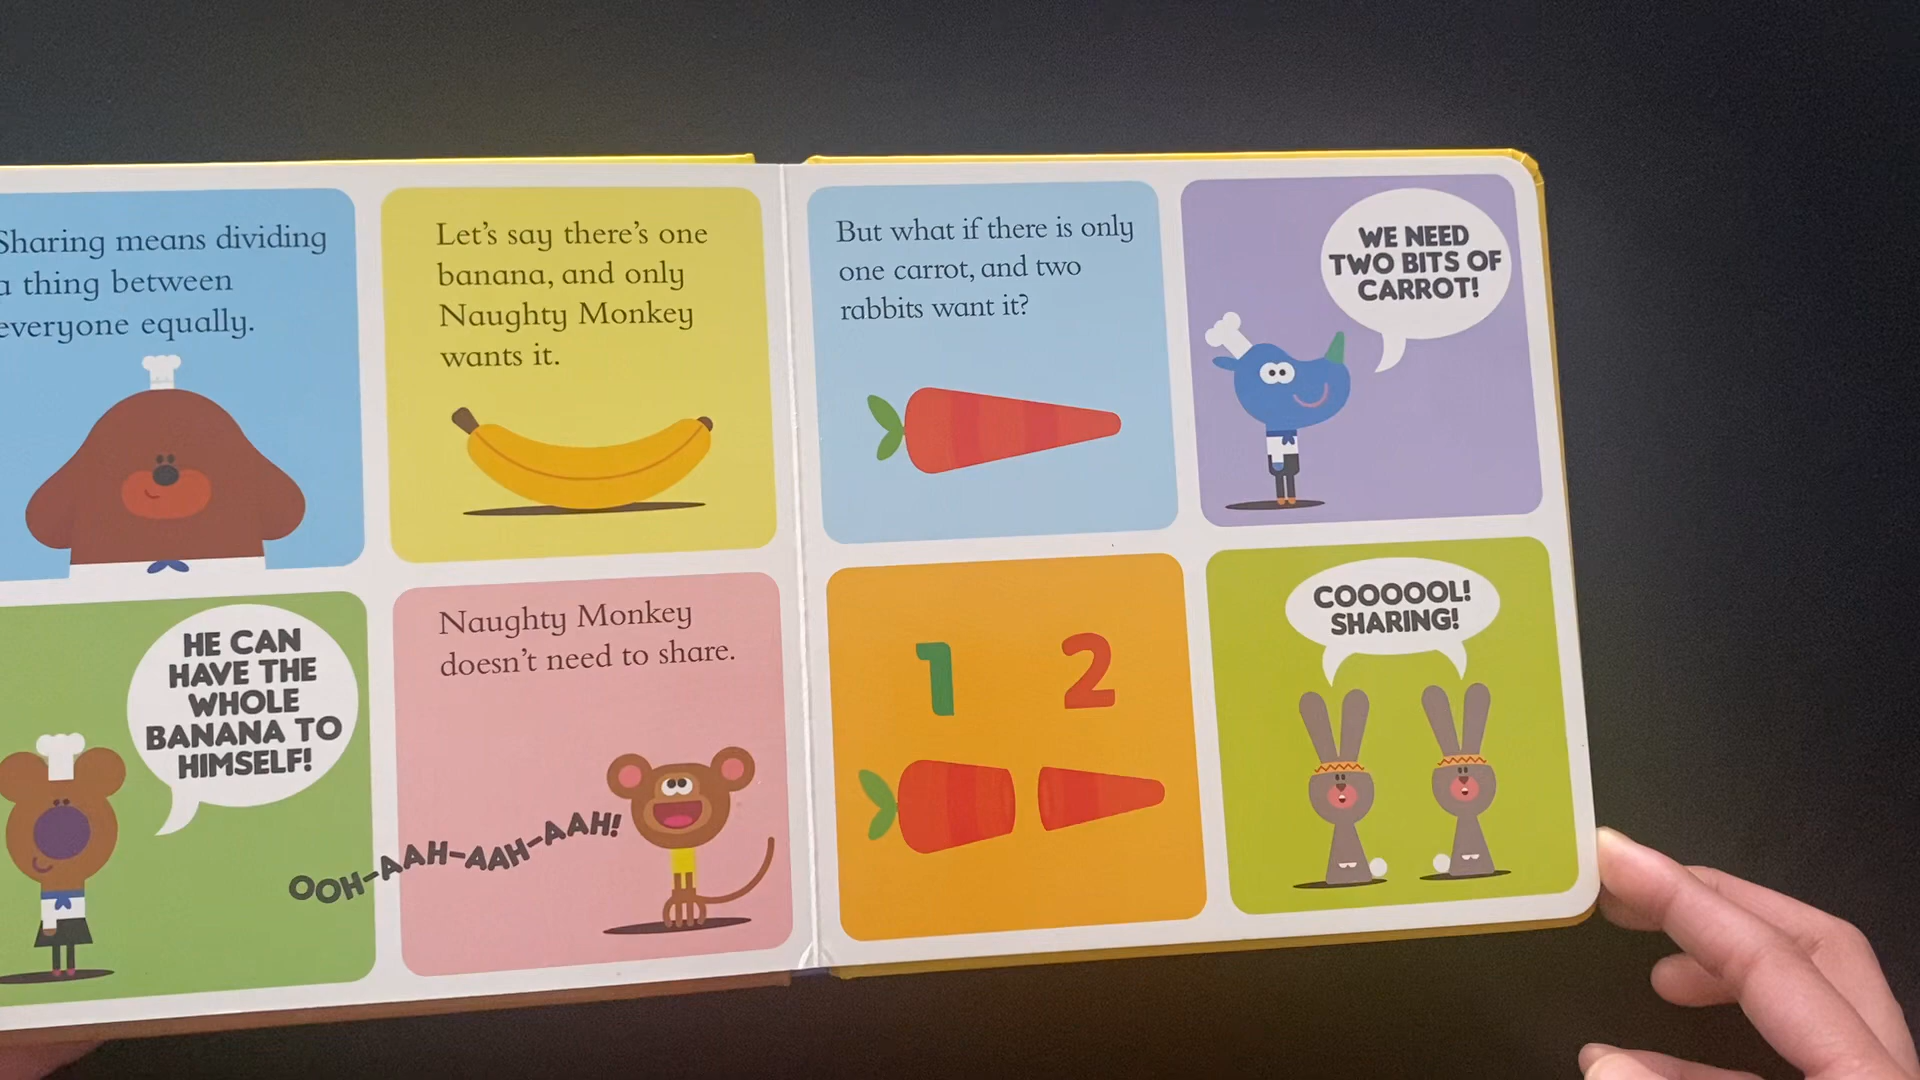 Sharing means dividing
a thing between
everyone equally.
Let's say there's one
banana, and only
Naughty Monkey
wants it.
HE CAN
HAVE THE
WHOLE
BANANA TO
HIMSELF!
Naughty Monkey
doesn't need to share.
OOH-AAH-AAH-AAH!
But what if there is only
one carrot, and two
rabbits want it?
WE NEED
TWO BITS OF
CARROT!
1 2
COOOOOL!
SHARING!